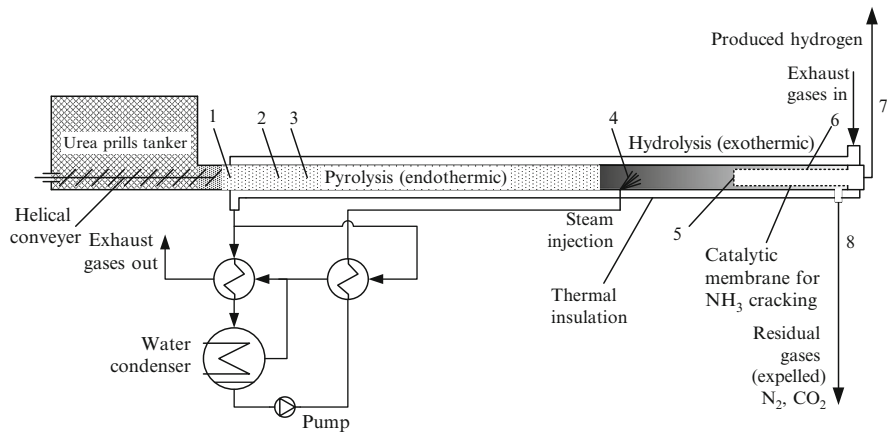 Produced hydrogen
Exhaust
gases in
7
1
2
3
4
6
Urea prills tanker
Hydrolysis (exothermic)
Pyrolysis (endothermic)
Helical
conveyer
Exhaust
gases out
Steam
injection
5
8
Catalytic
membrane for
NH3 cracking
Thermal
insulation
Water
condenser
Residual
gases
(expelled)
N2, CO2
Pump